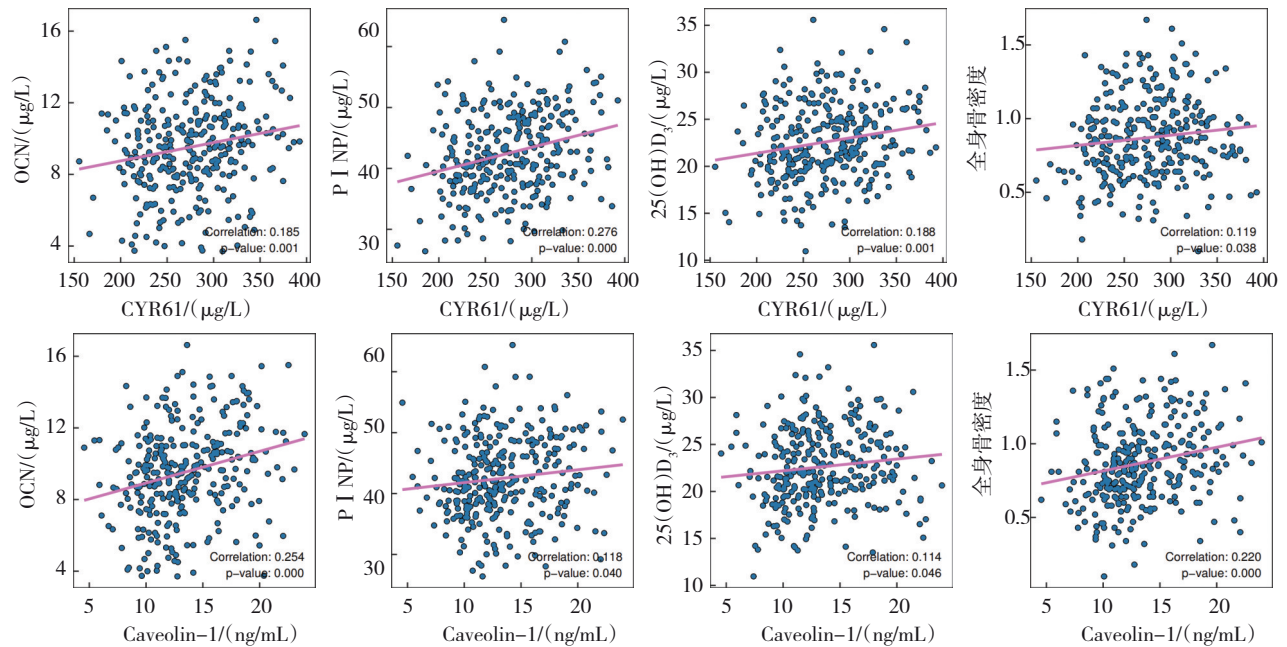 OCN/(μg/L)
16
12
8
4
Correlation: 0.185
p-value: 0.001
150 200 250 300 350 400
CYR61/(μg/L)
PⅠNP/(μg/L)
60
50
40
30
Correlation: 0.276
p-value: 0.000
150 200 250 300 350 400
CYR61/(μg/L)
25(OH)D₃/(μg/L)
35
30
25
20
15
10
Correlation: 0.188
p-value: 0.001
150 200 250 300 350 400
CYR61/(μg/L)
全身骨密度
1.5
1.0
0.5
Correlation: 0.119
p-value: 0.038
150 200 250 300 350 400
CYR61/(μg/L)
OCN/(μg/L)
16
12
8
4
Correlation: 0.254
p-value: 0.000
5 10 15 20
Caveolin-1/(ng/mL)
PⅠNP/(μg/L)
60
50
40
30
Correlation: 0.118
p-value: 0.040
5 10 15 20
Caveolin-1/(ng/mL)
25(OH)D₃/(μg/L)
35
30
25
20
15
10
Correlation: 0.114
p-value: 0.046
5 10 15 20
Caveolin-1/(ng/mL)
全身骨密度
1.5
1.0
0.5
Correlation: 0.220
p-value: 0.000
5 10 15 20
Caveolin-1/(ng/mL)